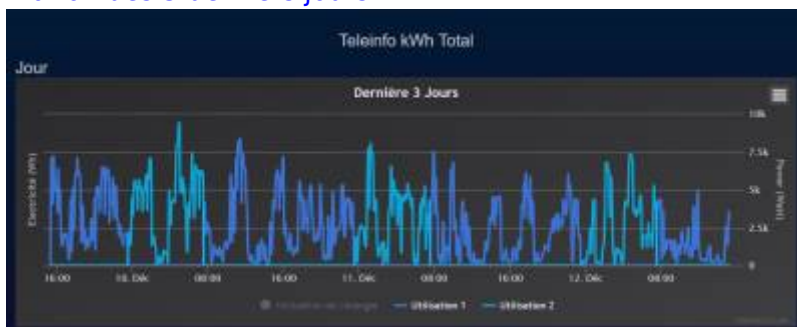 Teleinfo kWh Total
Jour
Dernière 3 Jours
10k
7.5k
5k
2.5k
0
Power (Watt)
16:00
10. Déc
08:00
16:00
11. Déc
08:00
16:00
12. Déc
08:00
Utilisation 1
Utilisation 2